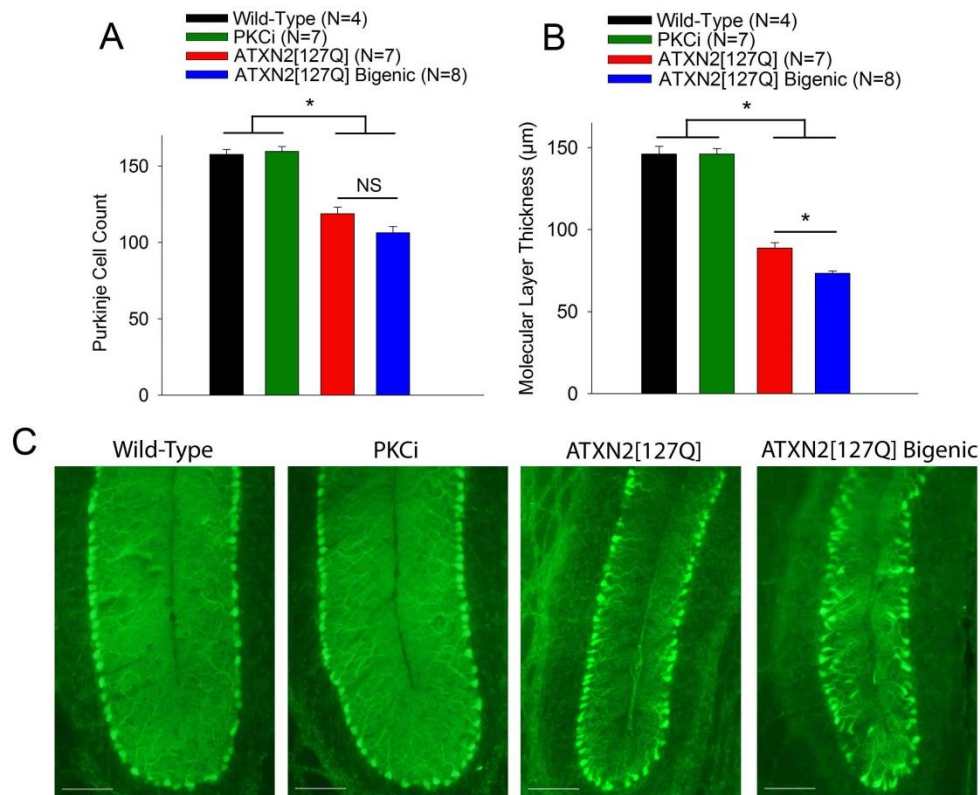 A
Wild-Type (N=4)
PKCi (N=7)
ATXN2[127Q] (N=7)
ATXN2[127Q] Bigenic (N=8)
*
NS
150
100
50
0
Purkinje Cell Count
B
Wild-Type (N=4)
PKCi (N=7)
ATXN2[127Q] (N=7)
ATXN2[127Q] Bigenic (N=8)
*
*
150
100
50
0
Molecular Layer Thickness (µm)
C
Wild-Type
PKCi
ATXN2[127Q]
ATXN2[127Q] Bigenic